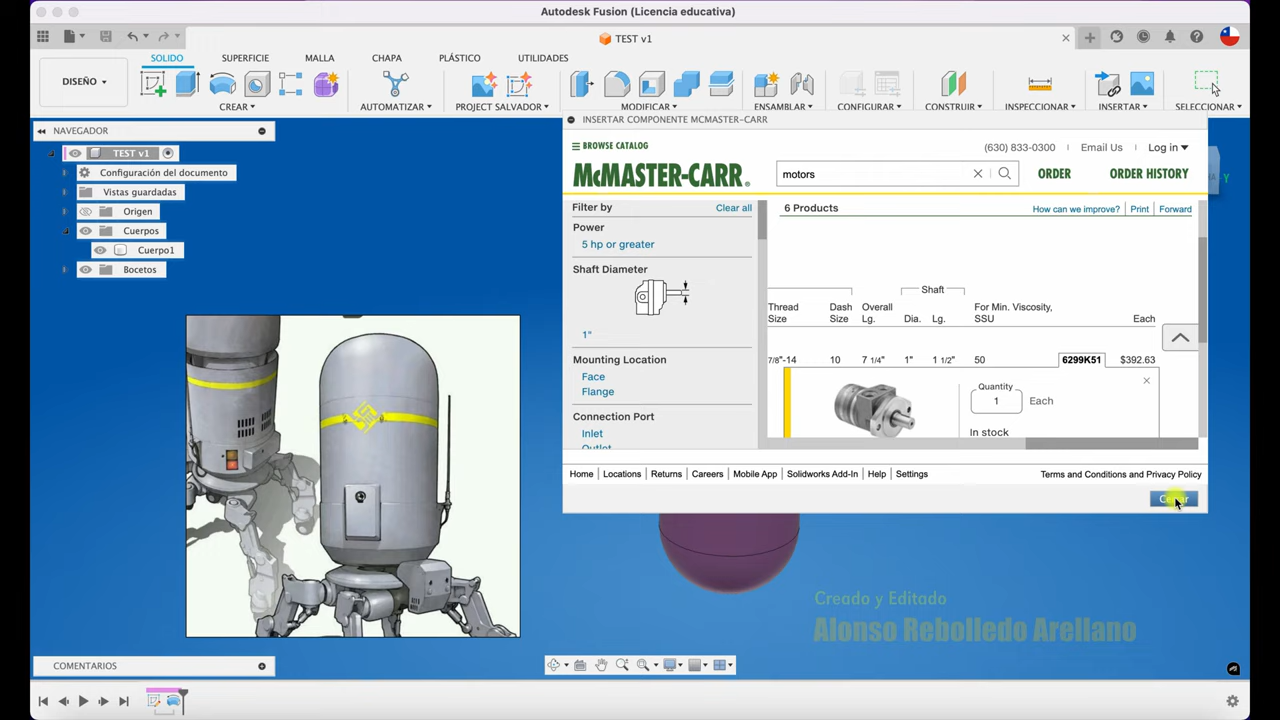 Autodesk Fusion (Licencia educativa)
TEST v1
SOLIDO
SUPERFICIE
MALLA
CHAPA
PLÁSTICO
UTILIDADES
DISEÑO
CREAR
AUTOMATIZAR
PROJECT SALVADOR
MODIFICAR
ENSAMBLAR
CONFIGURAR
CONSTRUIR
INSPECCIONAR
INSERTAR
SELECCIONAR
NAVEGADOR
TEST v1
Configuración del documento
Vistas guardadas
Origen
Cuerpos
Cuerpo1
Bocetos
INSERTAR COMPONENTE MCMASTER-CARR
BROWSE CATALOG
(630) 833-0300
Email Us
Log in
McMASTER-CARR®
motors
ORDER
ORDER HISTORY
Filter by
Clear all
Power
5 hp or greater
Shaft Diameter
1"
Mounting Location
Face
Flange
Connection Port
Inlet
Outlet
6 Products
How can we improve?
Print
Forward
Shaft
Thread Size
Dash Size
Overall Lg.
Dia.
Lg.
For Min. Viscosity, SSU
Each
7/8"-14
10
7 1/4"
1"
1 1/2"
50
6299K51
$392.63
Quantity
1
Each
In stock
Home
Locations
Returns
Careers
Mobile App
Solidworks Add-In
Help
Settings
Terms and Conditions and Privacy Policy
Cerrar
Y
Creado y Editado
Alonso Rebolledo Arellano
COMENTARIOS